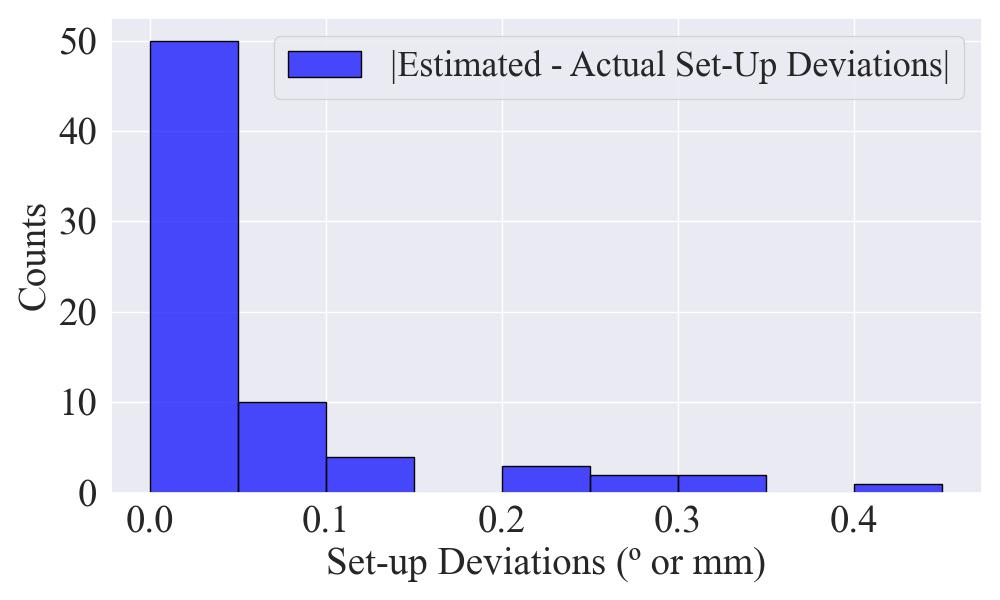 |Estimated - Actual Set-Up Deviations|
50
40
30
20
10
0
Counts
0.0 0.1 0.2 0.3 0.4
Set-up Deviations (º or mm)